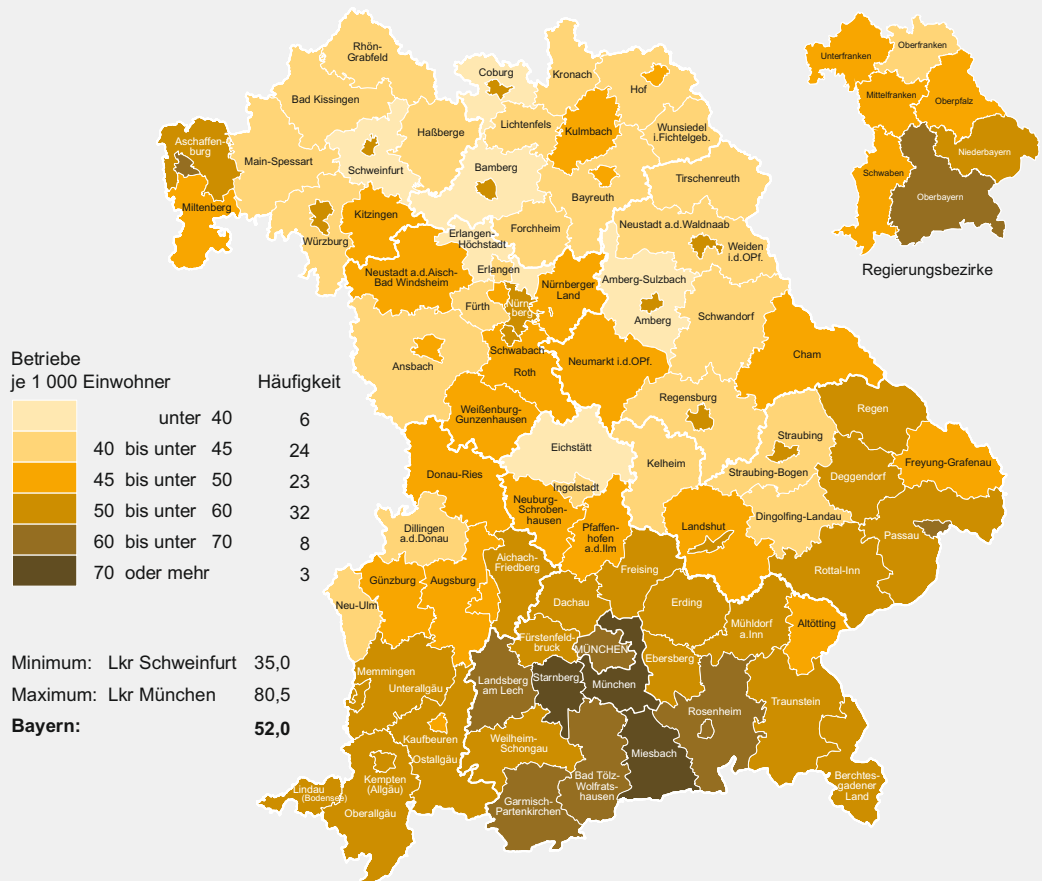 Rhön-
Grabfeld
Coburg
Kronach
Hof
Bad Kissingen
Haßberge
Lichtenfels
Kulmbach
Wunsiedel
i.Fichtelgeb.
Aschaffen-
burg
Main-Spessart
Schweinfurt
Bamberg
Bayreuth
Tirschenreuth
Miltenberg
Kitzingen
Würzburg
Erlangen-
Höchstadt
Forchheim
Neustadt a.d.Waldnaab
Weiden
i.d.OPf.
Neustadt a.d.Aisch-
Bad Windsheim
Erlangen
Nürnberger
Land
Amberg-Sulzbach
Amberg
Fürth
Nürn-
berg
Schwandorf
Ansbach
Schwabach
Roth
Neumarkt i.d.OPf.
Cham
Weißenburg-
Gunzenhausen
Regensburg
Regen
Eichstätt
Straubing
Kelheim
Straubing-Bogen
Deggendorf
Freyung-Grafenau
Donau-Ries
Ingolstadt
Neuburg-
Schroben-
hausen
Pfaffen-
hofen
a.d.Ilm
Landshut
Dingolfing-Landau
Passau
Dillingen
a.d.Donau
Aichach-
Friedberg
Freising
Rottal-Inn
Günzburg
Augsburg
Neu-Ulm
Dachau
Erding
Mühldorf
a.Inn
Altötting
Fürstenfeld-
bruck
MÜNCHEN
Ebersberg
Memmingen
Unterallgäu
Landsberg
am Lech
Starnberg
München
Traunstein
Rosenheim
Kaufbeuren
Ostallgäu
Weilheim-
Schongau
Miesbach
Bad Tölz-
Wolfrats-
hausen
Berchtes-
gadener
Land
Lindau
(Bodensee)
Kempten
(Allgäu)
Oberallgäu
Garmisch-
Partenkirchen
Unterfranken
Oberfranken
Mittelfranken
Oberpfalz
Niederbayern
Schwaben
Oberbayern
Regierungsbezirke
Betriebe
je 1 000 Einwohner Häufigkeit
unter 40 6
40 bis unter 45 24
45 bis unter 50 23
50 bis unter 60 32
60 bis unter 70 8
70 oder mehr 3
Minimum: Lkr Schweinfurt 35,0
Maximum: Lkr München 80,5
Bayern: 52,0